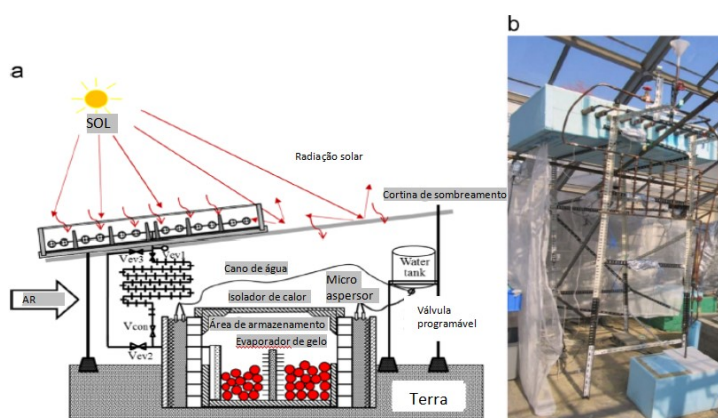 a
b
SOL
Radiação solar
Cortina de sombreamento
Vev3
Vev1
Water
tank
Cano de água
Micro
aspersor
AR
Isolador de calor
Válvula
programável
Área de armazenamento
Vcon
Evaporador de gelo
Vev2
Terra